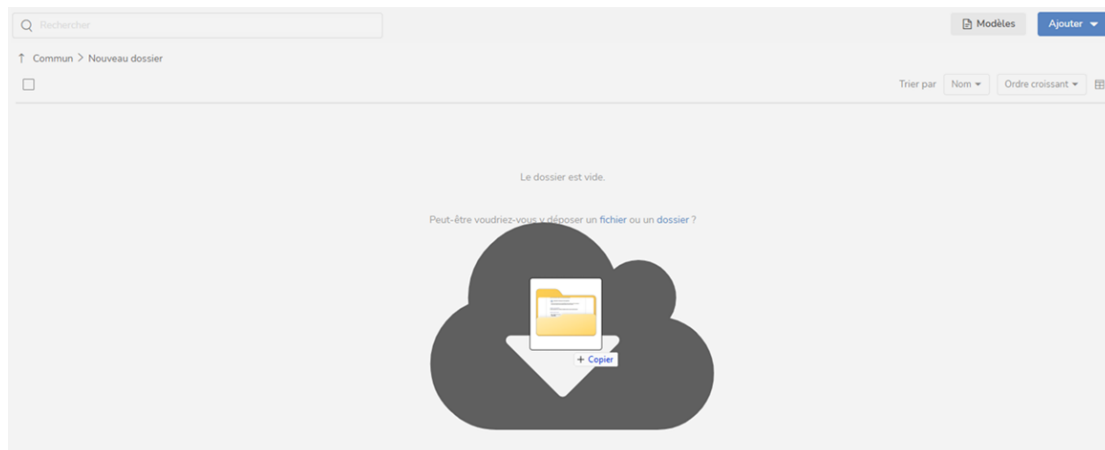 Rechercher
Modèles
Ajouter
Commun > Nouveau dossier
Trier par Nom Ordre croissant
Le dossier est vide.
Peut-être voudriez-vous y déposer un fichier ou un dossier ?
+ Copier